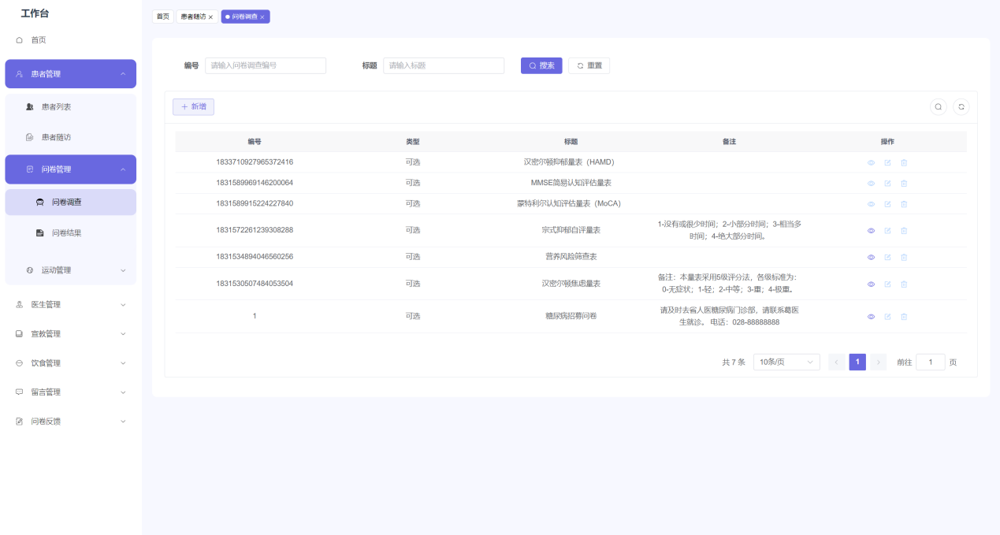 工作台
首页
患者管理
患者列表
患者随访
问卷管理
问卷调查
问卷结果
运动管理
医生管理
宣教管理
饮食管理
留言管理
问卷反馈
首页 患者随访 × ● 问卷调查 ×
编号 请输入问卷调查编号 标题 请输入标题 搜索 重置
+ 新增
编号 类型 标题 备注 操作
1833710927965372416 可选 汉密尔顿抑郁量表（HAMD）
1831589969146200064 可选 MMSE简易认知评估量表
1831589915224227840 可选 蒙特利尔认知评估量表（MoCA）
1831572261239308288 可选 宗式抑郁自评量表 1-没有或很少时间；2-小部分时间；3-相当多
时间；4-绝大部分时间。
1831534894046560256 可选 营养风险筛查表
1831530507484053504 可选 汉密尔顿焦虑量表 备注：本量表采用5级评分法，各级标准为：
0-无症状；1-轻；2-中等；3-重；4-极重。
1 可选 糖尿病招募问卷 请及时去省人医糖尿病门诊部，请联系葛医
生就诊。 电话：028-88888888
共 7 条 10条/页 1 前往 1 页